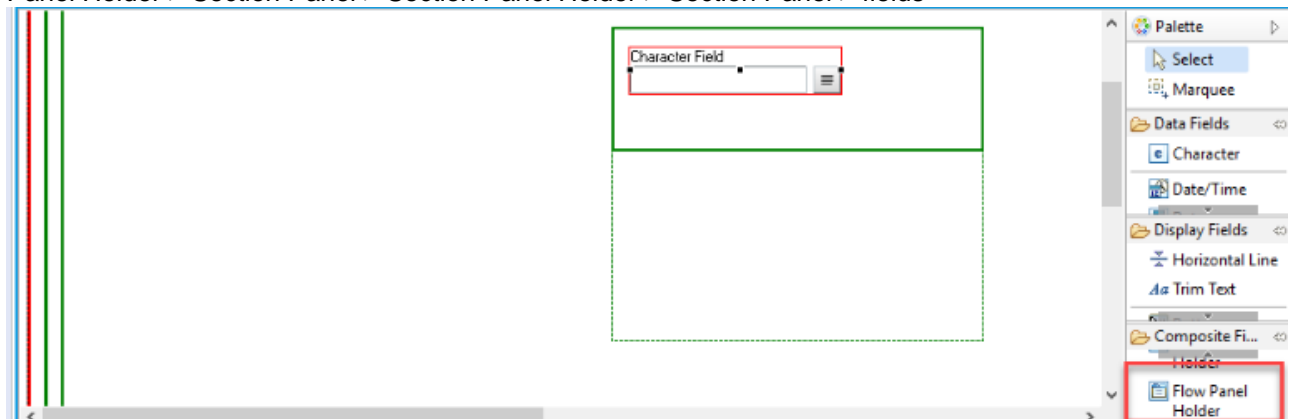 Character Field
Palette
Select
Marquee
Data Fields
Character
Date/Time
Display Fields
Horizontal Line
Aa Trim Text
Composite Fi...
Holder
Flow Panel
Holder